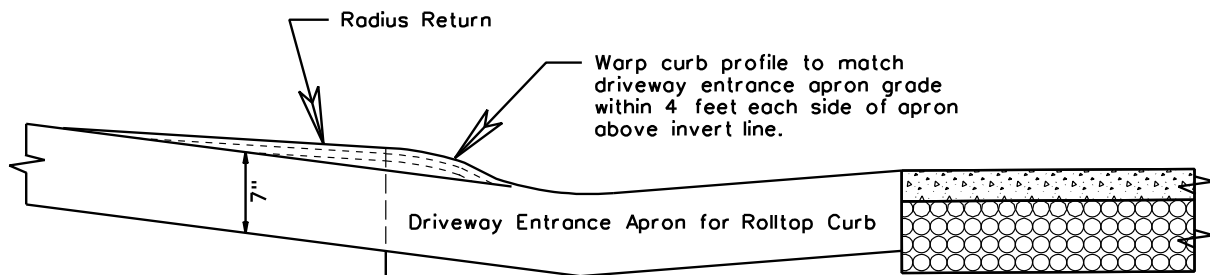 Radius Return
Warp curb profile to match
driveway entrance apron grade
within 4 feet each side of apron
above invert line.
7"
Driveway Entrance Apron for Rolltop Curb